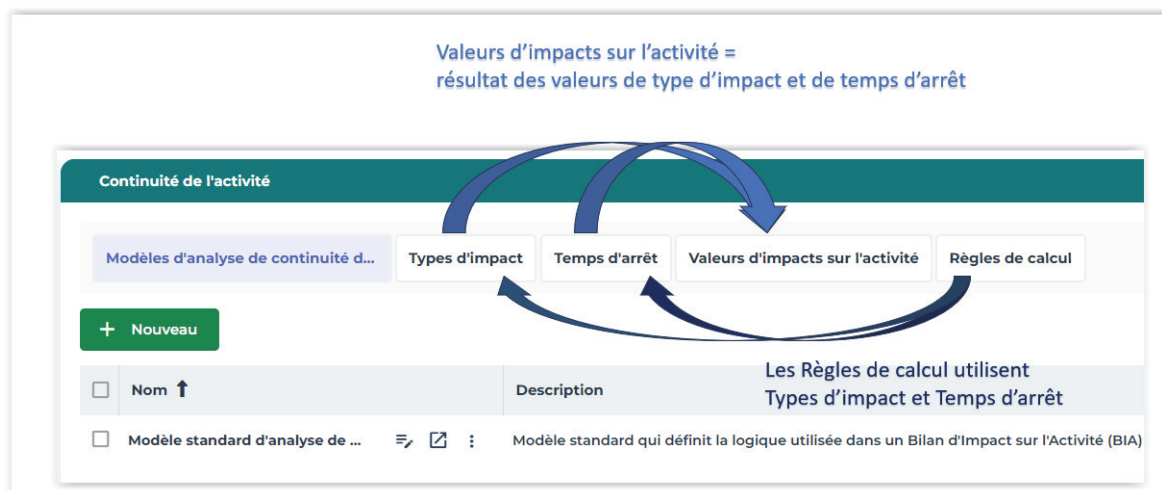 Valeurs d’impacts sur l’activité =
résultat des valeurs de type d’impact et de temps d’arrêt
Continuité de l'activité
Modèles d'analyse de continuité d...
Types d'impact
Temps d'arrêt
Valeurs d'impacts sur l'activité
Règles de calcul
+ Nouveau
Les Règles de calcul utilisent
Types d’impact et Temps d’arrêt
Nom ↑
Description
Modèle standard d'analyse de ...
Modèle standard qui définit la logique utilisée dans un Bilan d'Impact sur l'Activité (BIA)